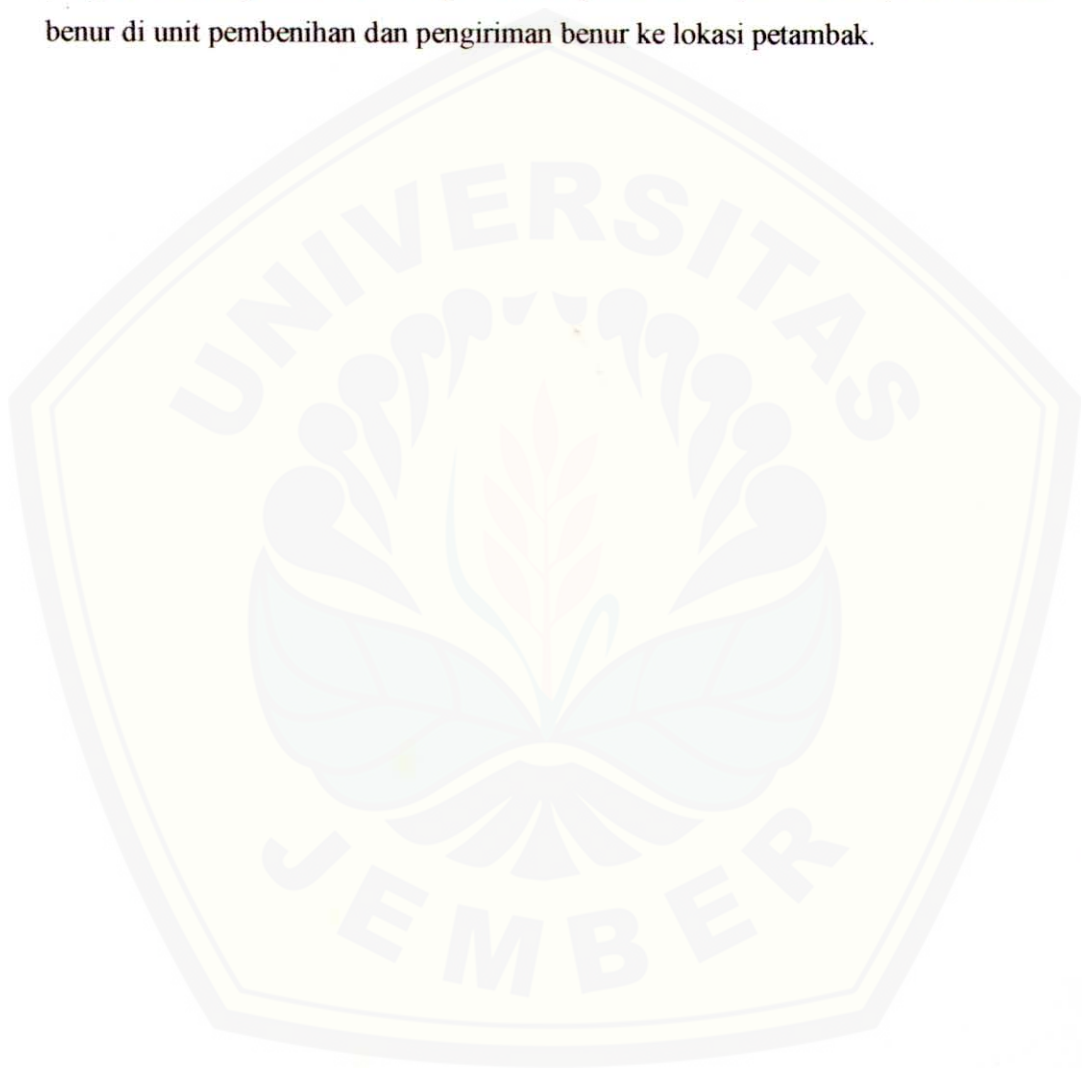 benur di unit pembenihan dan pengiriman benur ke lokasi petambak.
UNIVERSITAS
JEMBER